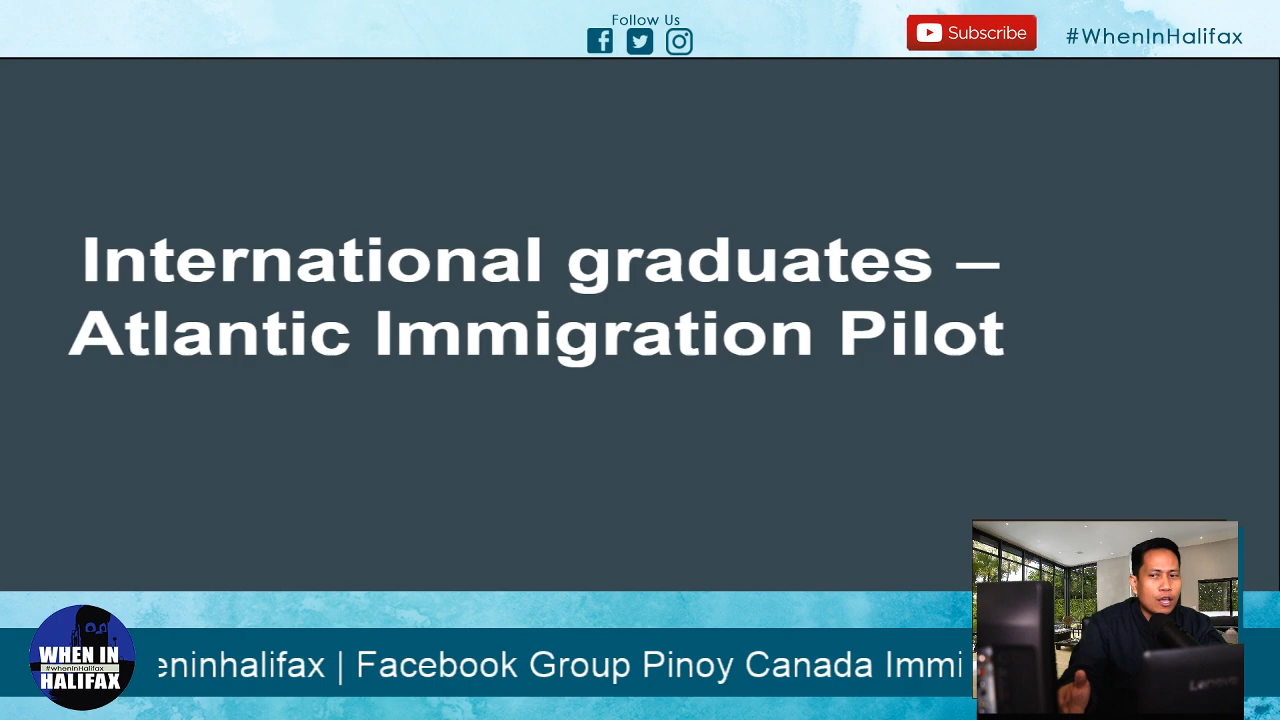 Follow Us
Subscribe
#WhenInHalifax
International graduates –
Atlantic Immigration Pilot
WHEN IN
#whenInHalifax
HALIFAX
eninhalifax | Facebook Group Pinoy Canada Immi
Lenovo